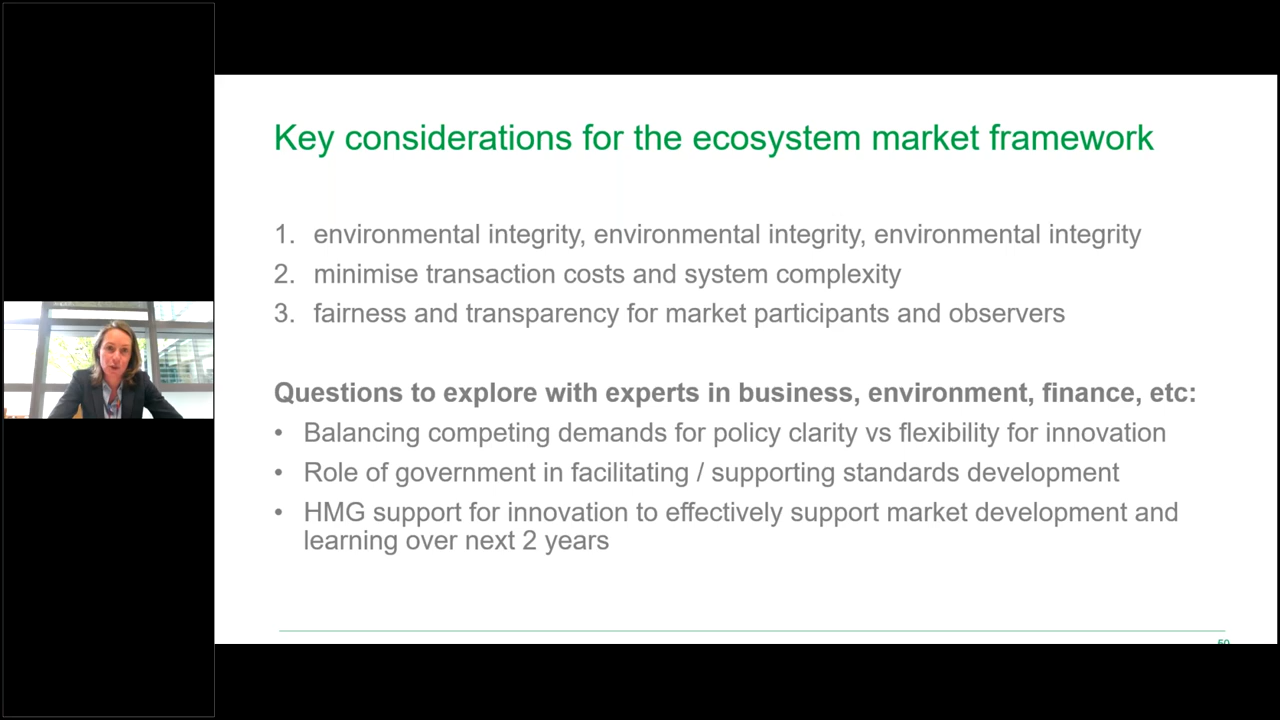 Key considerations for the ecosystem market framework
1. environmental integrity, environmental integrity, environmental integrity
2. minimise transaction costs and system complexity
3. fairness and transparency for market participants and observers
Questions to explore with experts in business, environment, finance, etc:
• Balancing competing demands for policy clarity vs flexibility for innovation
• Role of government in facilitating / supporting standards development
• HMG support for innovation to effectively support market development and
learning over next 2 years